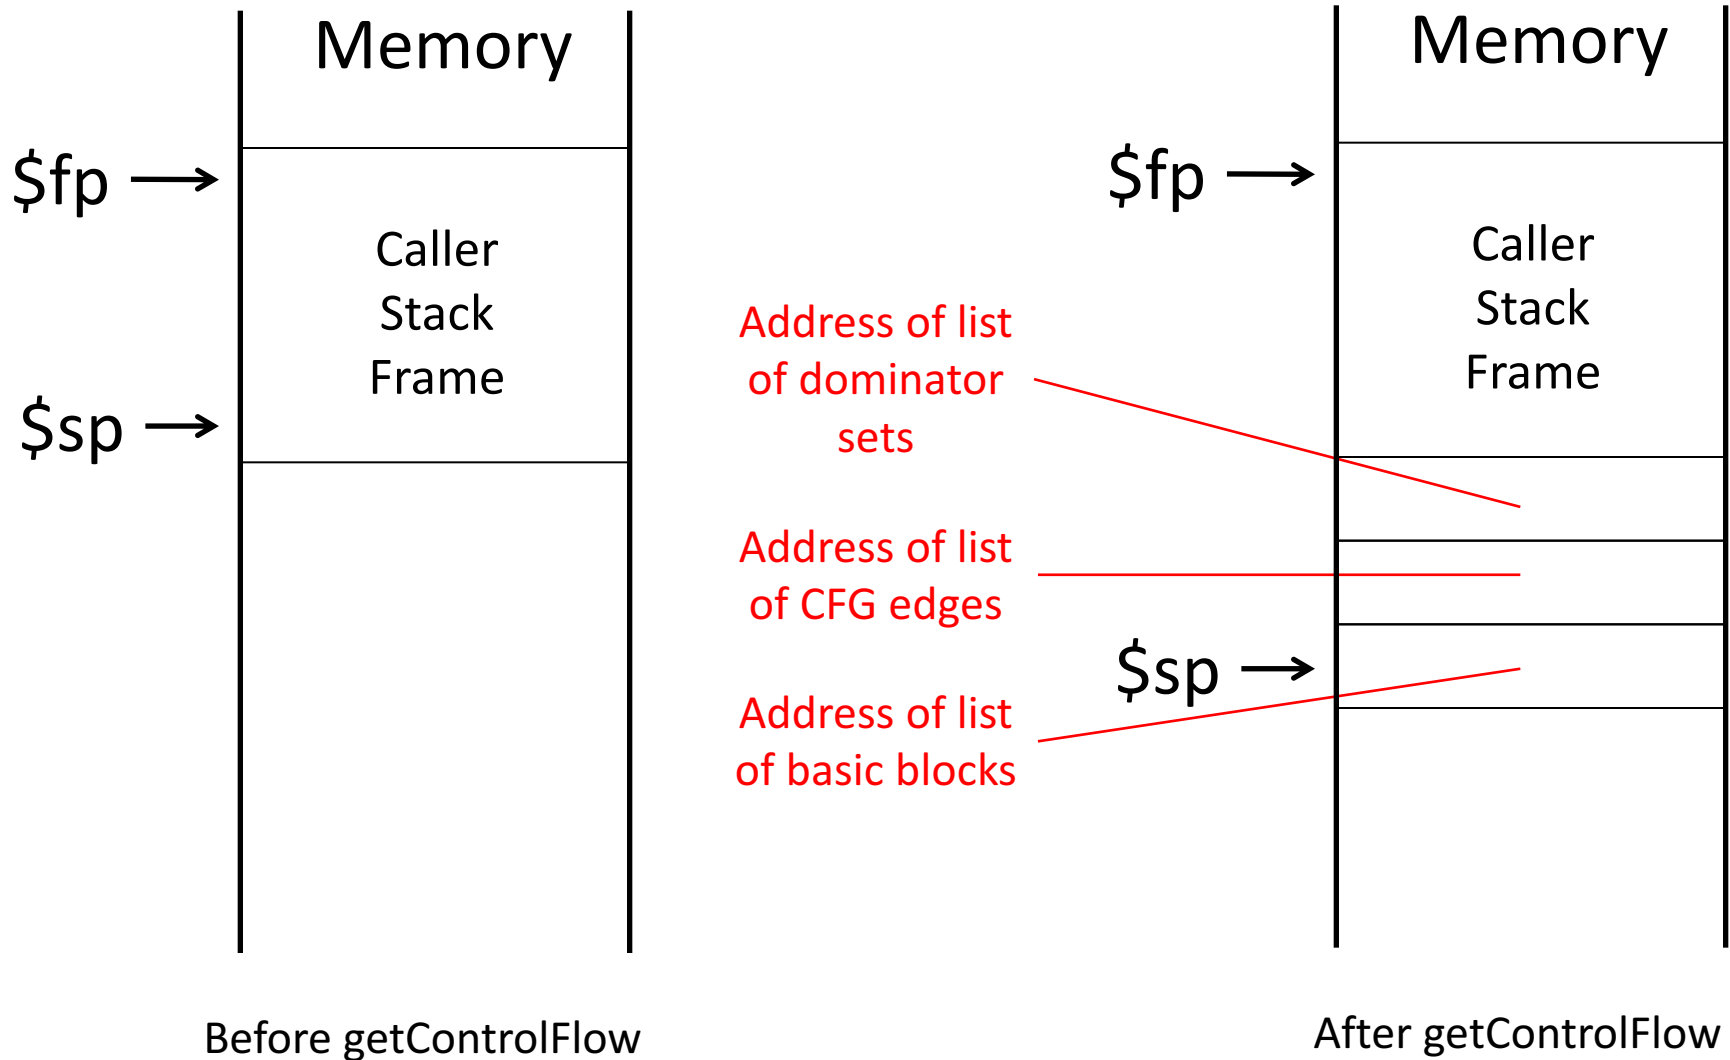 Memory
$fp
Caller
Stack
Frame
$sp
Before getControlFlow
Memory
$fp
Caller
Stack
Frame
Address of list
of dominator
sets
Address of list
of CFG edges
$sp
Address of list
of basic blocks
After getControlFlow